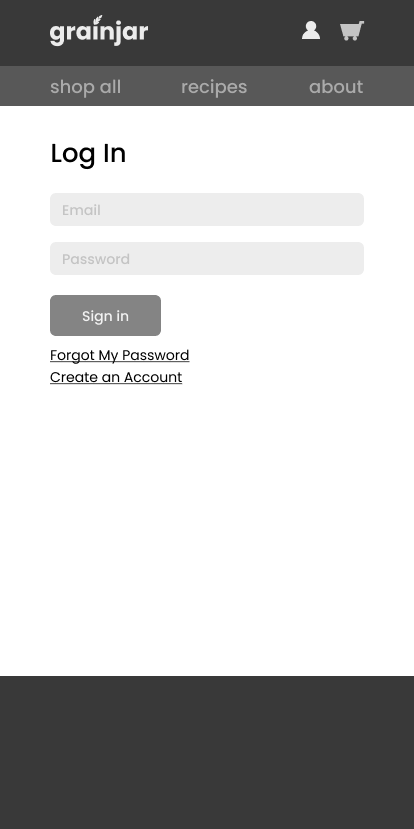 grainjar
shop all recipes about
Log In
Email
Password
Sign in
Forgot My Password
Create an Account